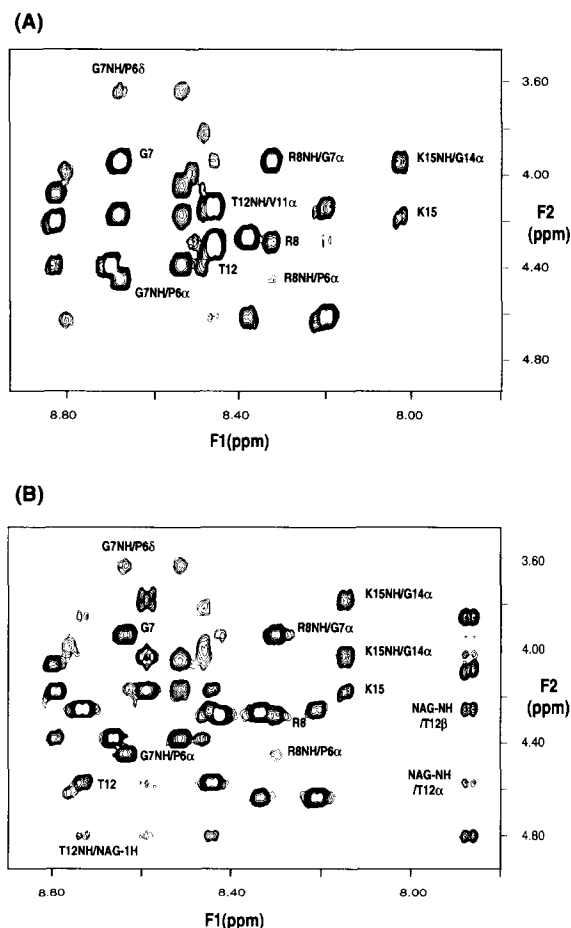 (A)
G7NH/P6δ
3.60
G7
R8NH/G7α
K15NH/G14α
4.00
T12NH/V11α
K15
F2
(ppm)
R8
T12
R8NH/P6α
4.40
G7NH/P6α
4.80
8.80
8.40
8.00
F1(ppm)
(B)
G7NH/P6δ
3.60
K15NH/G14α
G7
R8NH/G7α
K15NH/G14α
4.00
K15
F2
(ppm)
NAG-NH
/T12β
R8
G7NH/P6α
R8NH/P6α
4.40
T12
NAG-NH
/T12α
T12NH/NAG-1H
4.80
8.80
8.40
8.00
F1(ppm)